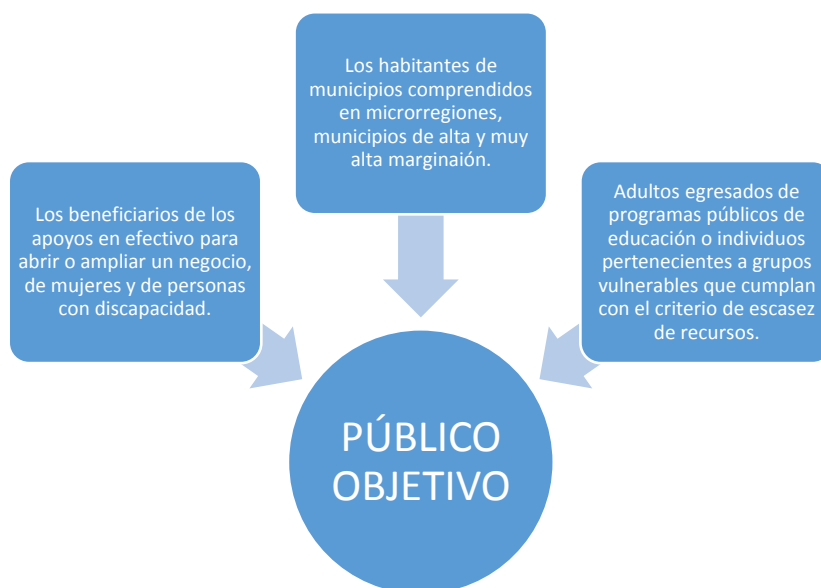 Los habitantes de
municipios comprendidos
en microrregiones,
municipios de alta y muy
alta marginaión.
Los beneficiarios de los
apoyos en efectivo para
abrir o ampliar un negocio,
de mujeres y de personas
con discapacidad.
Adultos egresados de
programas públicos de
educación o individuos
pertenecientes a grupos
vulnerables que cumplan
con el criterio de escasez
de recursos.
PÚBLICO
OBJETIVO